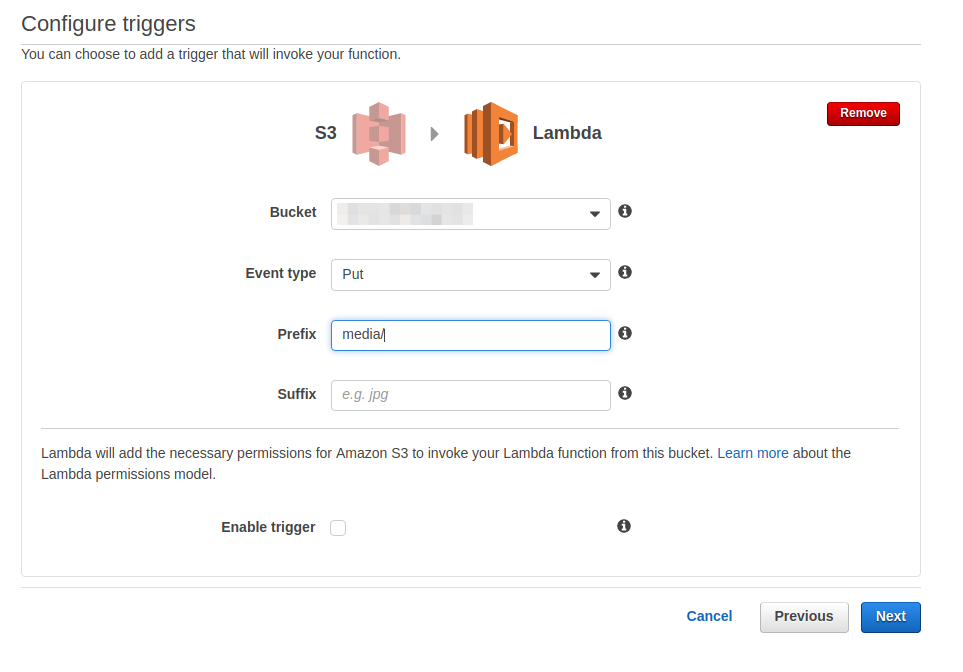 Configure triggers
You can choose to add a trigger that will invoke your function.
S3
Lambda
Remove
Bucket
Event type
Put
Prefix
media/
Suffix
e.g. jpg
Lambda will add the necessary permissions for Amazon S3 to invoke your Lambda function from this bucket. Learn more about the
Lambda permissions model.
Enable trigger
Cancel
Previous
Next